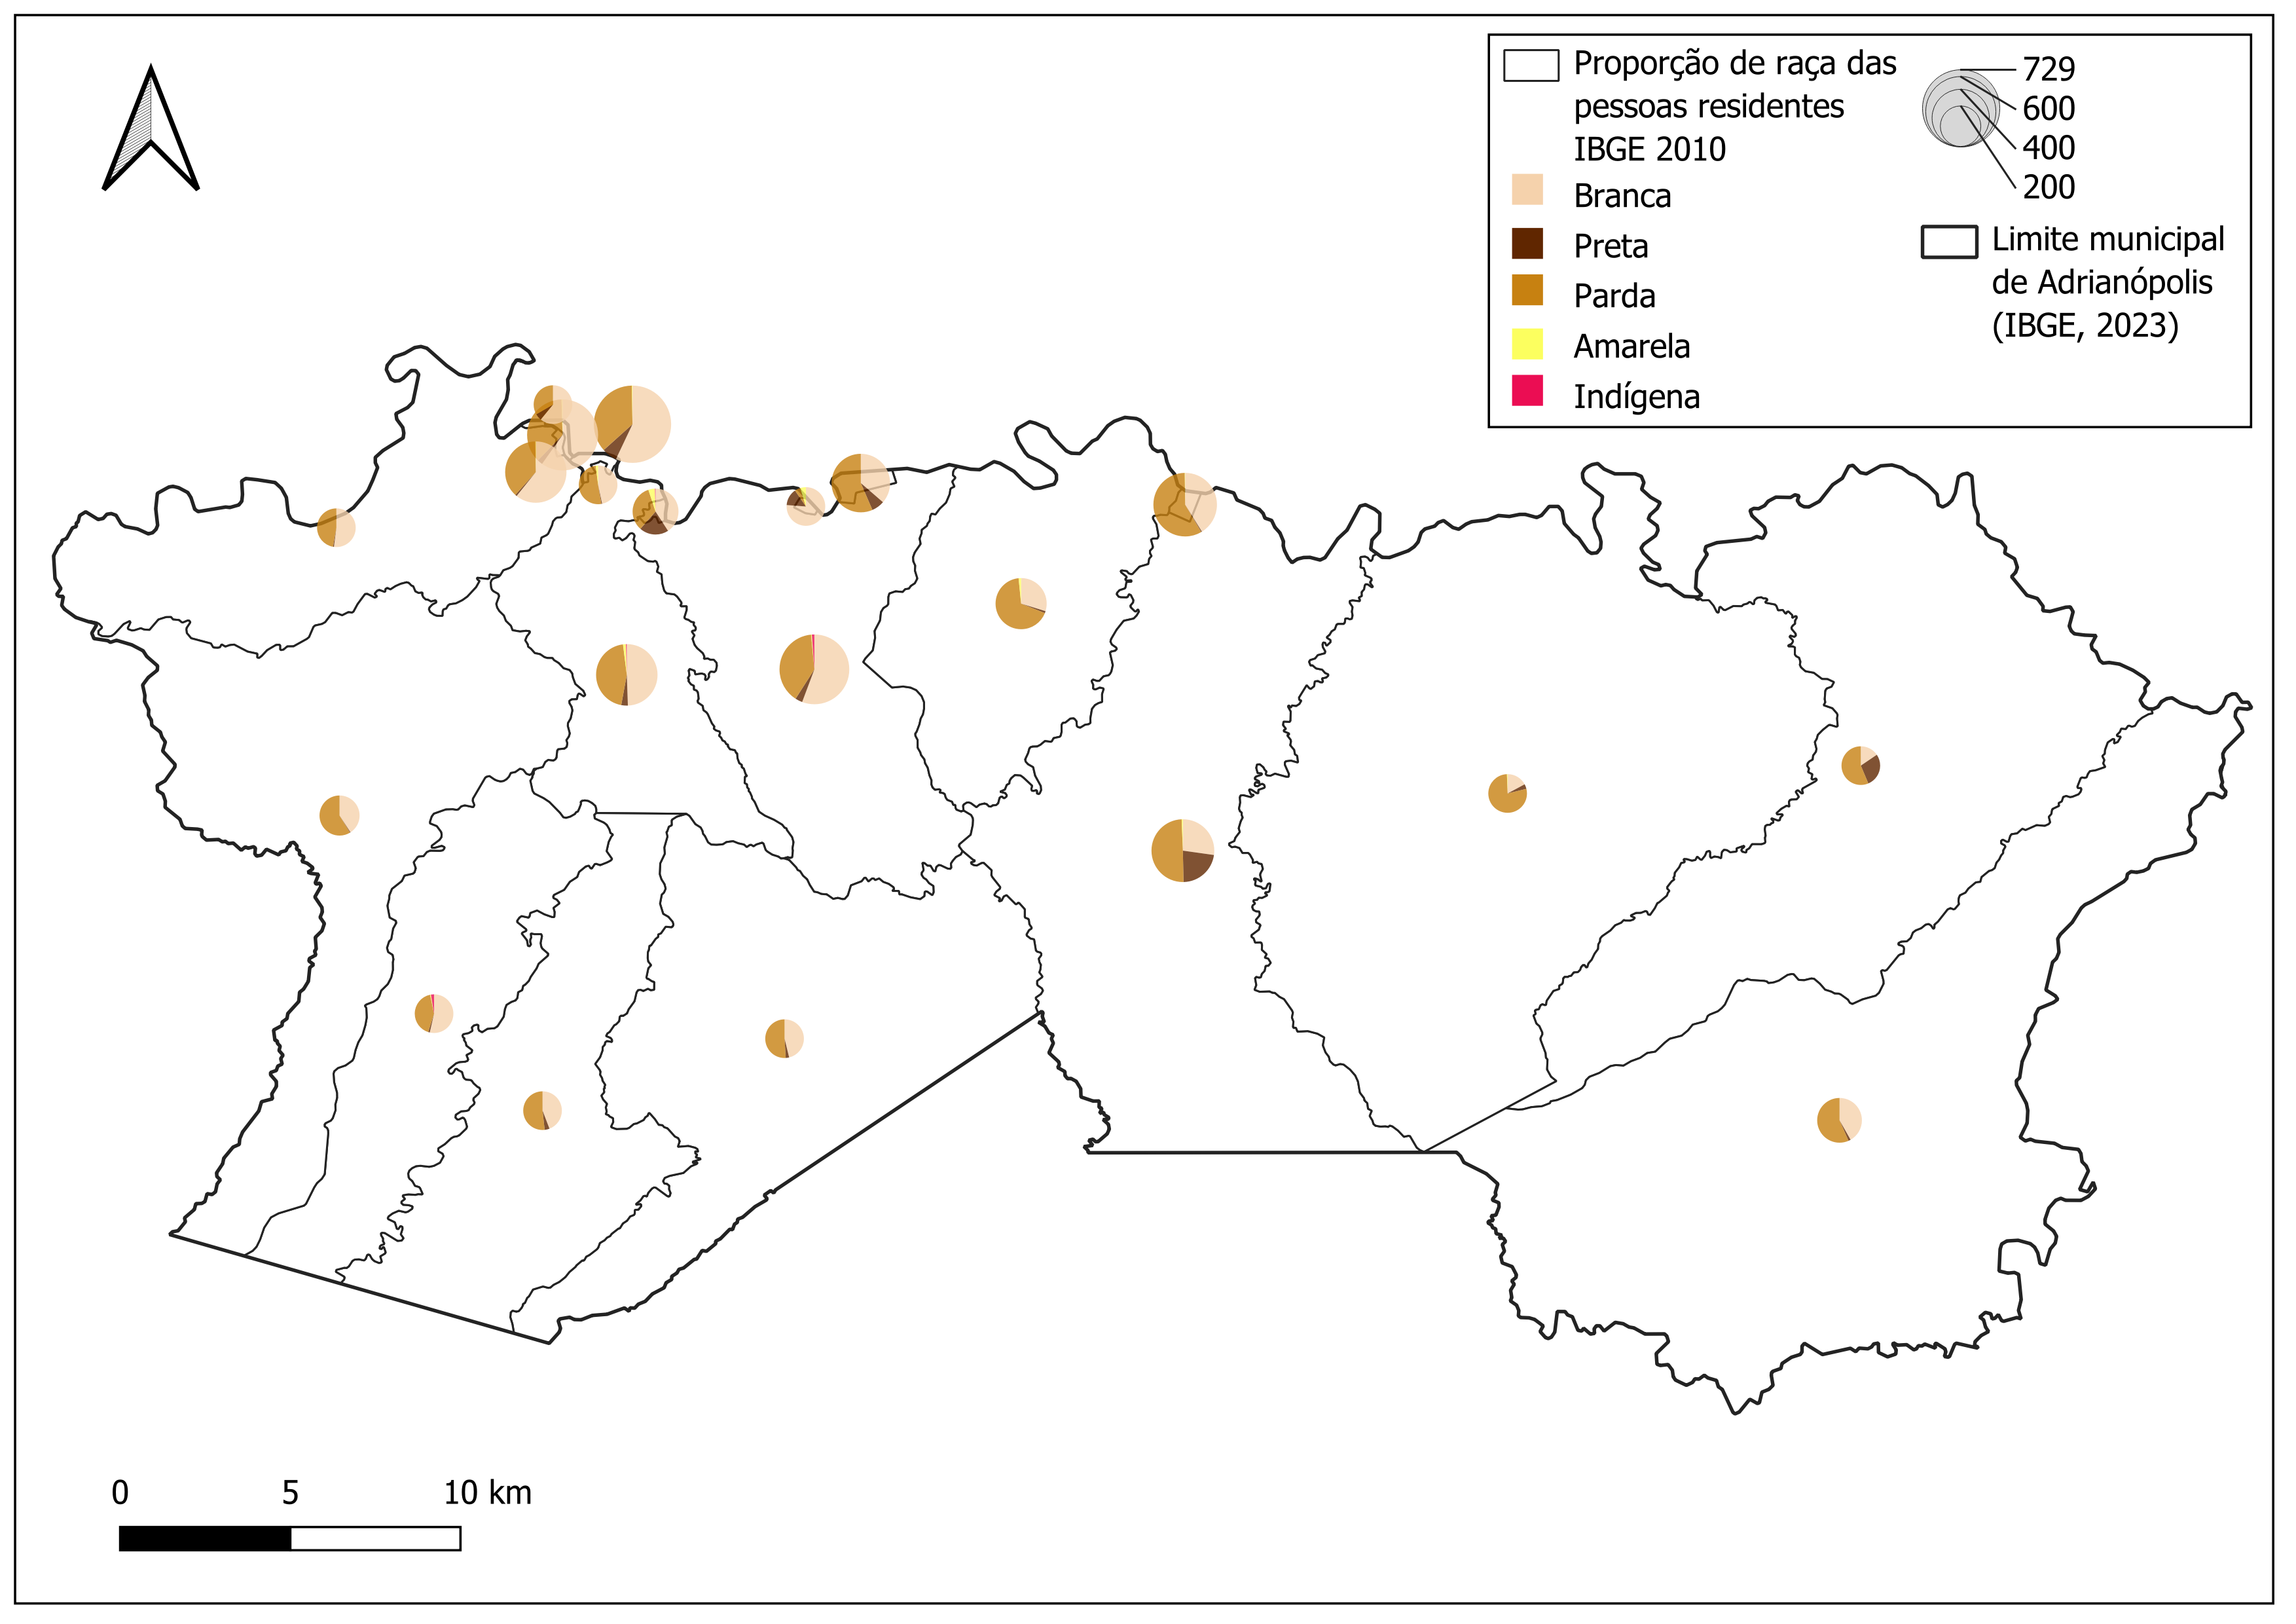 Proporção de raça das
pessoas residentes
IBGE 2010
Branca
Preta
Parda
Amarela
Indígena
729
600
400
200
Limite municipal
de Adrianópolis
(IBGE, 2023)
0 5 10 km